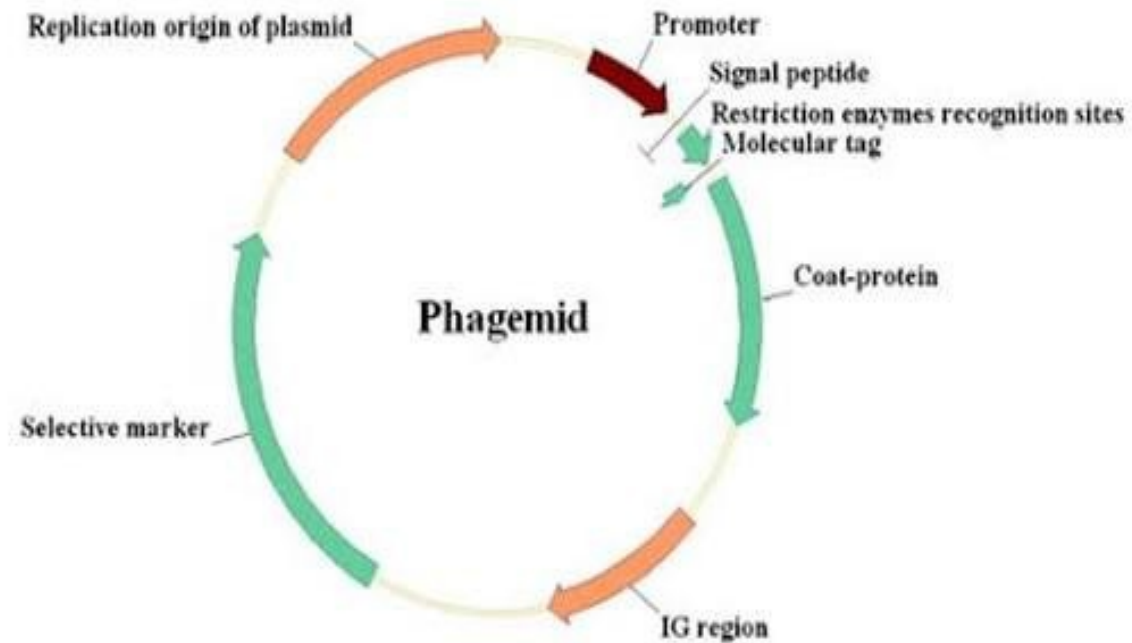 Replication origin of plasmid
Promoter
Signal peptide
Restriction enzymes recognition sites
Molecular tag
Coat-protein
Phagemid
Selective marker
IG region